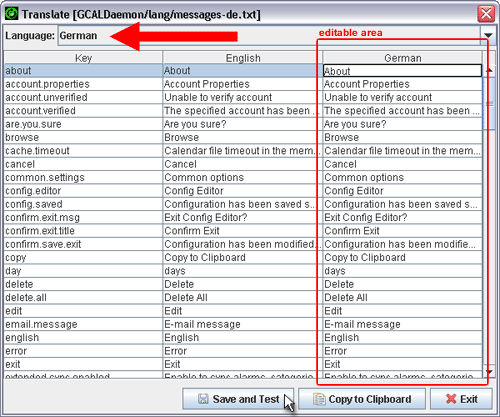 Translate [GCALDaemon/lang/messages-de.txt]
Language: German
editable area
Key English German
about About About
account.properties Account Properties Account Properties
account.unverified Unable to verify account Unable to verify account
account.verified The specified account has been ... The specified account has been ...
are.you.sure Are you sure? Are you sure?
browse Browse Browse
cache.timeout Calendar file timeout in the mem... Calendar file timeout in the mem...
cancel Cancel Cancel
common.settings Common options Common options
config.editor Config Editor Config Editor
config.saved Configuration has been saved s... Configuration has been saved s...
confirm.exit.msg Exit Config Editor? Exit Config Editor?
confirm.exit.title Confirm Exit Confirm Exit
confirm.save.exit Configuration has been modified... Configuration has been modifie...
copy Copy to Clipboard Copy to Clipboard
day days days
delete Delete Delete
delete.all Delete All Delete All
edit Edit Edit
email.message E-mail message E-mail message
english English English
error Error Error
exit Exit Exit
extended.sync.enabled Enable to sync alarms, categorie... Enable to sync alarms, categorie...
Save and Test Copy to Clipboard Exit